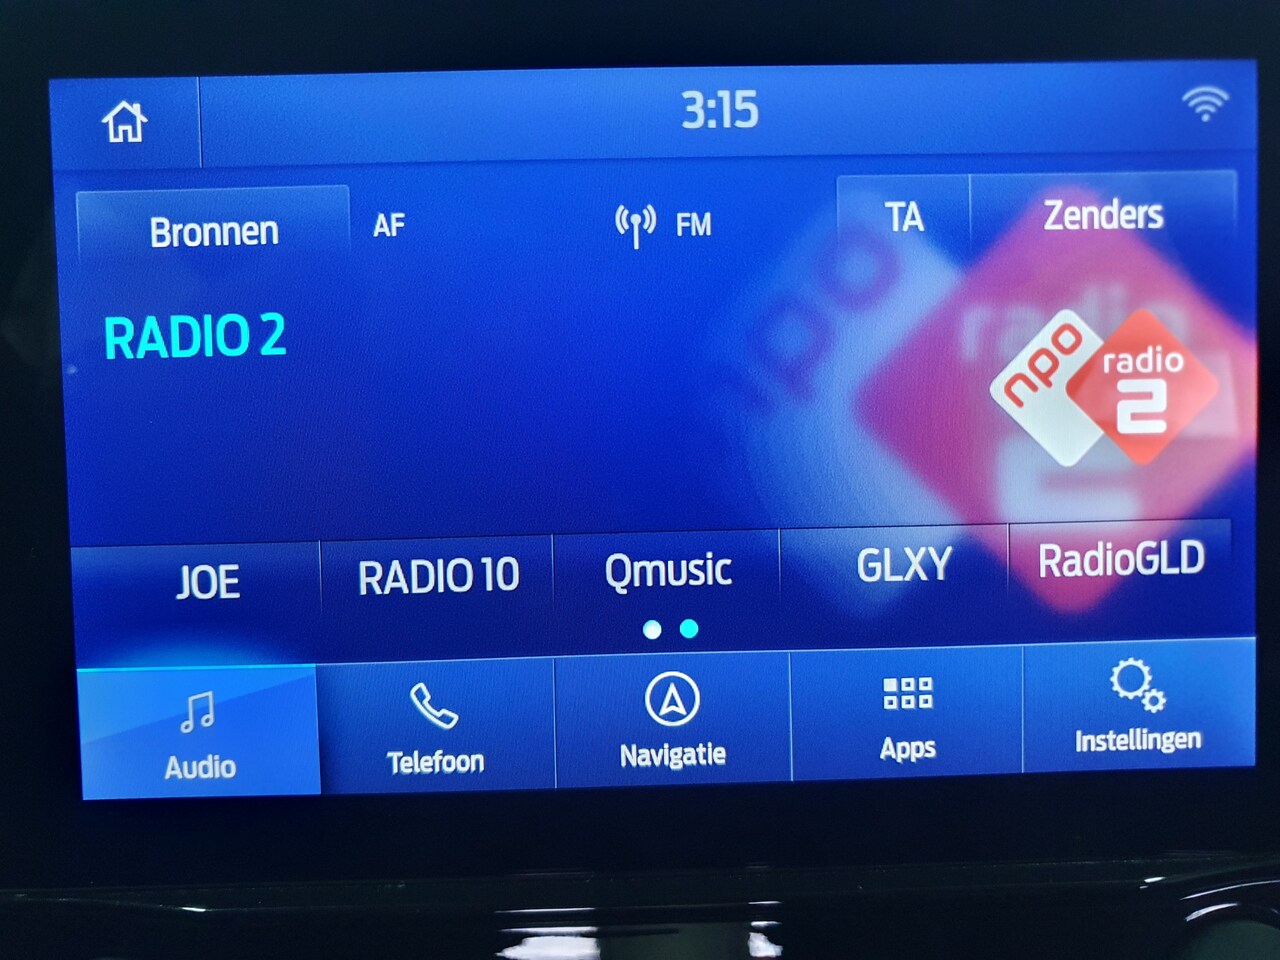 3:15
Bronnen AF FM TA Zenders
RADIO 2
npo
radio
2
JOE RADIO 10 Qmusic GLXY RadioGLD
Audio Telefoon Navigatie Apps Instellingen